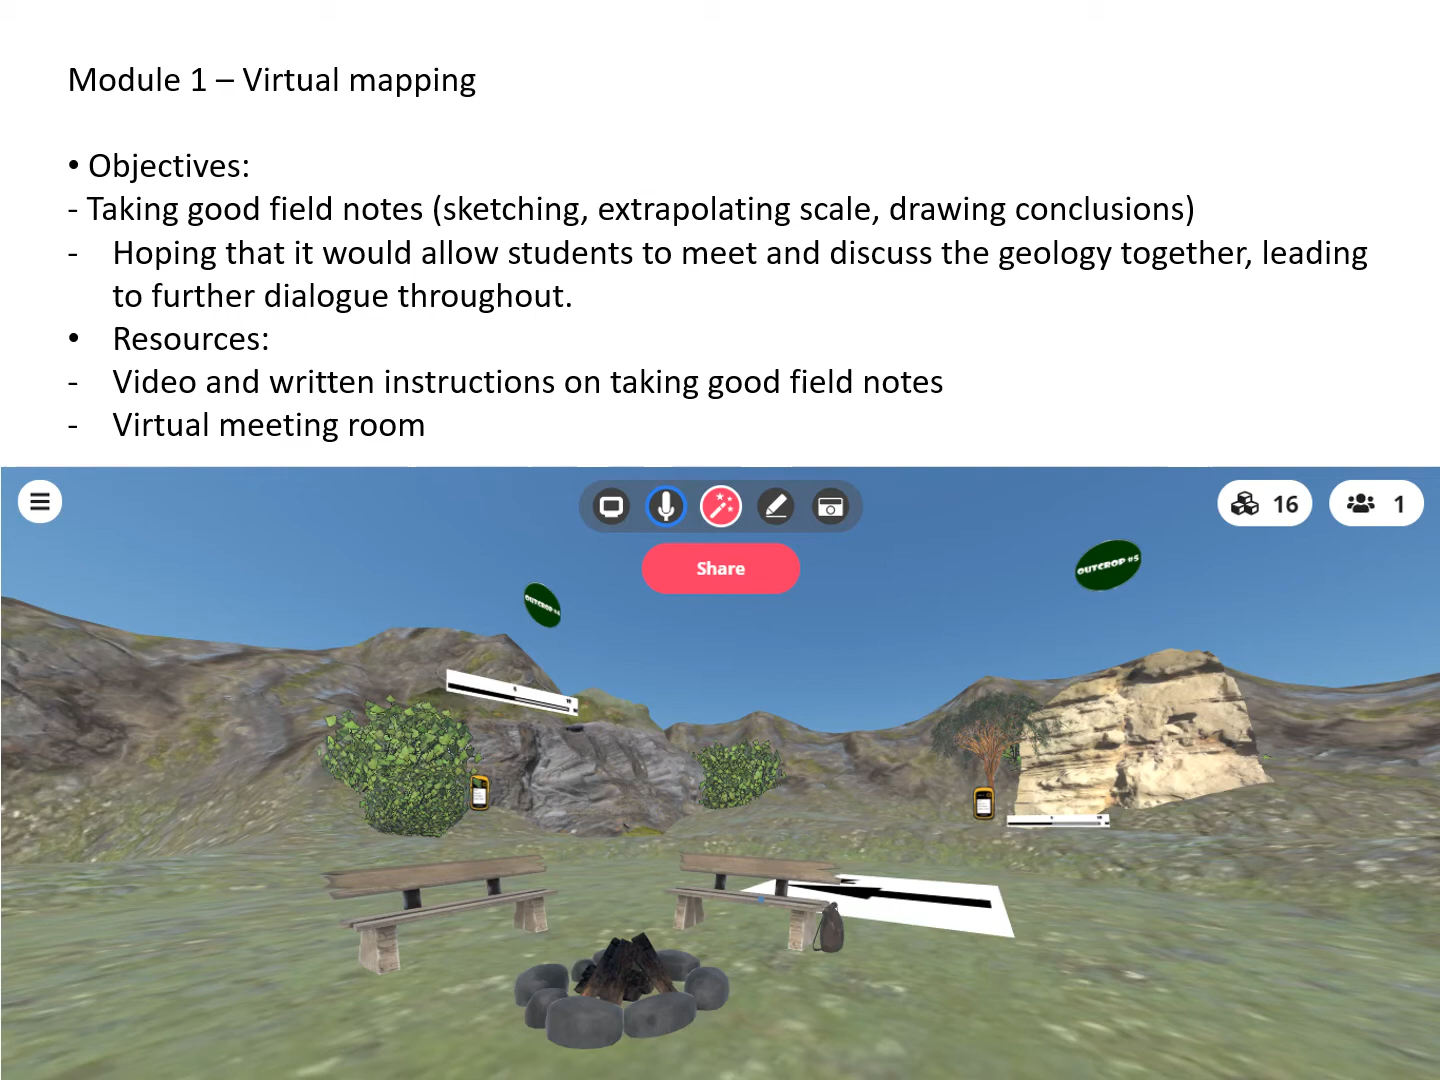 Module 1 – Virtual mapping
• Objectives:
- Taking good field notes (sketching, extrapolating scale, drawing conclusions)
- Hoping that it would allow students to meet and discuss the geology together, leading
to further dialogue throughout.
• Resources:
- Video and written instructions on taking good field notes
- Virtual meeting room
16
1
Share
OUTCROP #5
OUTCROP